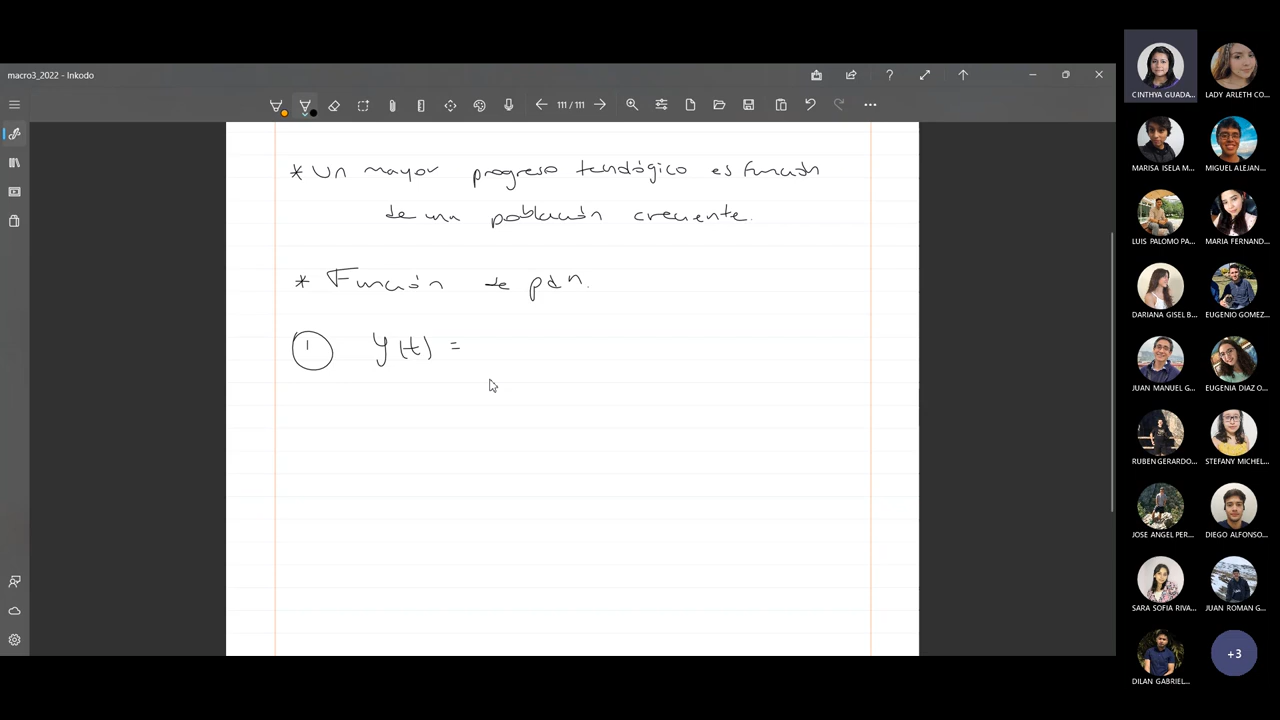 macro3_2022 - Inkodo
111 / 111
* Un mayor progreso tecnológico es función
de una población creciente.
* Función de pdn.
1 Y(t) =
CINTHYA GUADA...
LADY ARLETH CO...
MARISA ISELA M...
MIGUEL ALEJAN...
LUIS PALOMO PA...
MARIA FERNAND...
DARIANA GISEL B...
EUGENIO GOMEZ...
JUAN MANUEL G...
EUGENIA DIAZ O...
RUBEN GERARDO...
STEFANY MICHEL...
JOSE ANGEL PER...
DIEGO ALFONSO...
SARA SOFIA RIVA...
JUAN ROMAN G...
DILAN GABRIEL...
+3